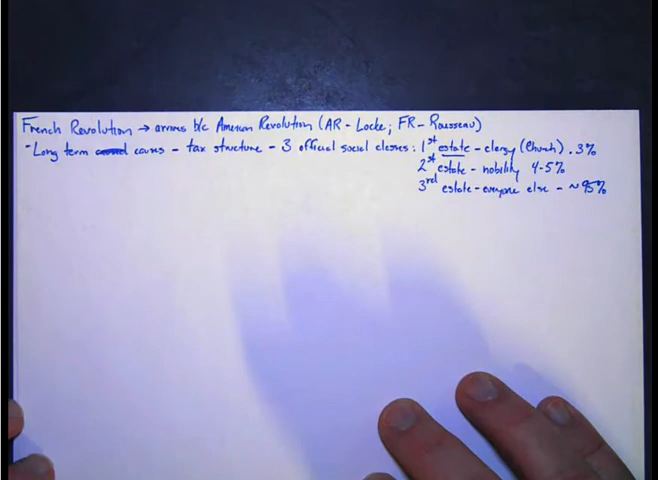 French Revolution → arrives b/c American Revolution (AR - Locke; FR - Rousseau)
- Long term causes - tax structure - 3 official social classes: 1st estate - clergy (Church) .3%
2st estate - nobility 4-5%
3rd estate - everyone else - ~95%